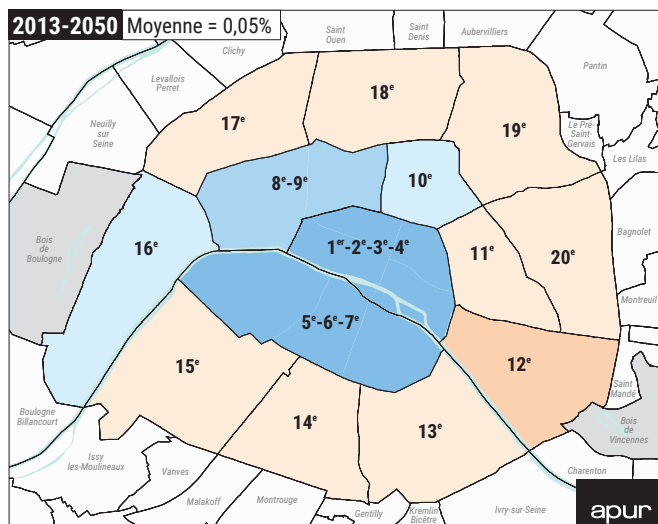 2013-2050 Moyenne = 0,05%
Saint
Ouen
Saint
Denis
Aubervilliers
Clichy
Levallois
Perret
Pantin
Neuilly
sur
Seine
17e
18e
19e
Le Pré-
Saint-
Gervais
Les Lilas
8e-9e
10e
Bois
de
Boulogne
16e
1er-2e-3e-4e
11e
20e
Bagnolet
Montreuil
5e-6e-7e
15e
12e
Saint
Mandé
Boulogne
Billancourt
14e
13e
Bois
de
Vincennes
Issy
les-Moulineaux
Vanves
Malakoff
Montrouge
Gentilly
Kremlin
Bicêtre
Ivry-sur-Seine
Charenton
apur